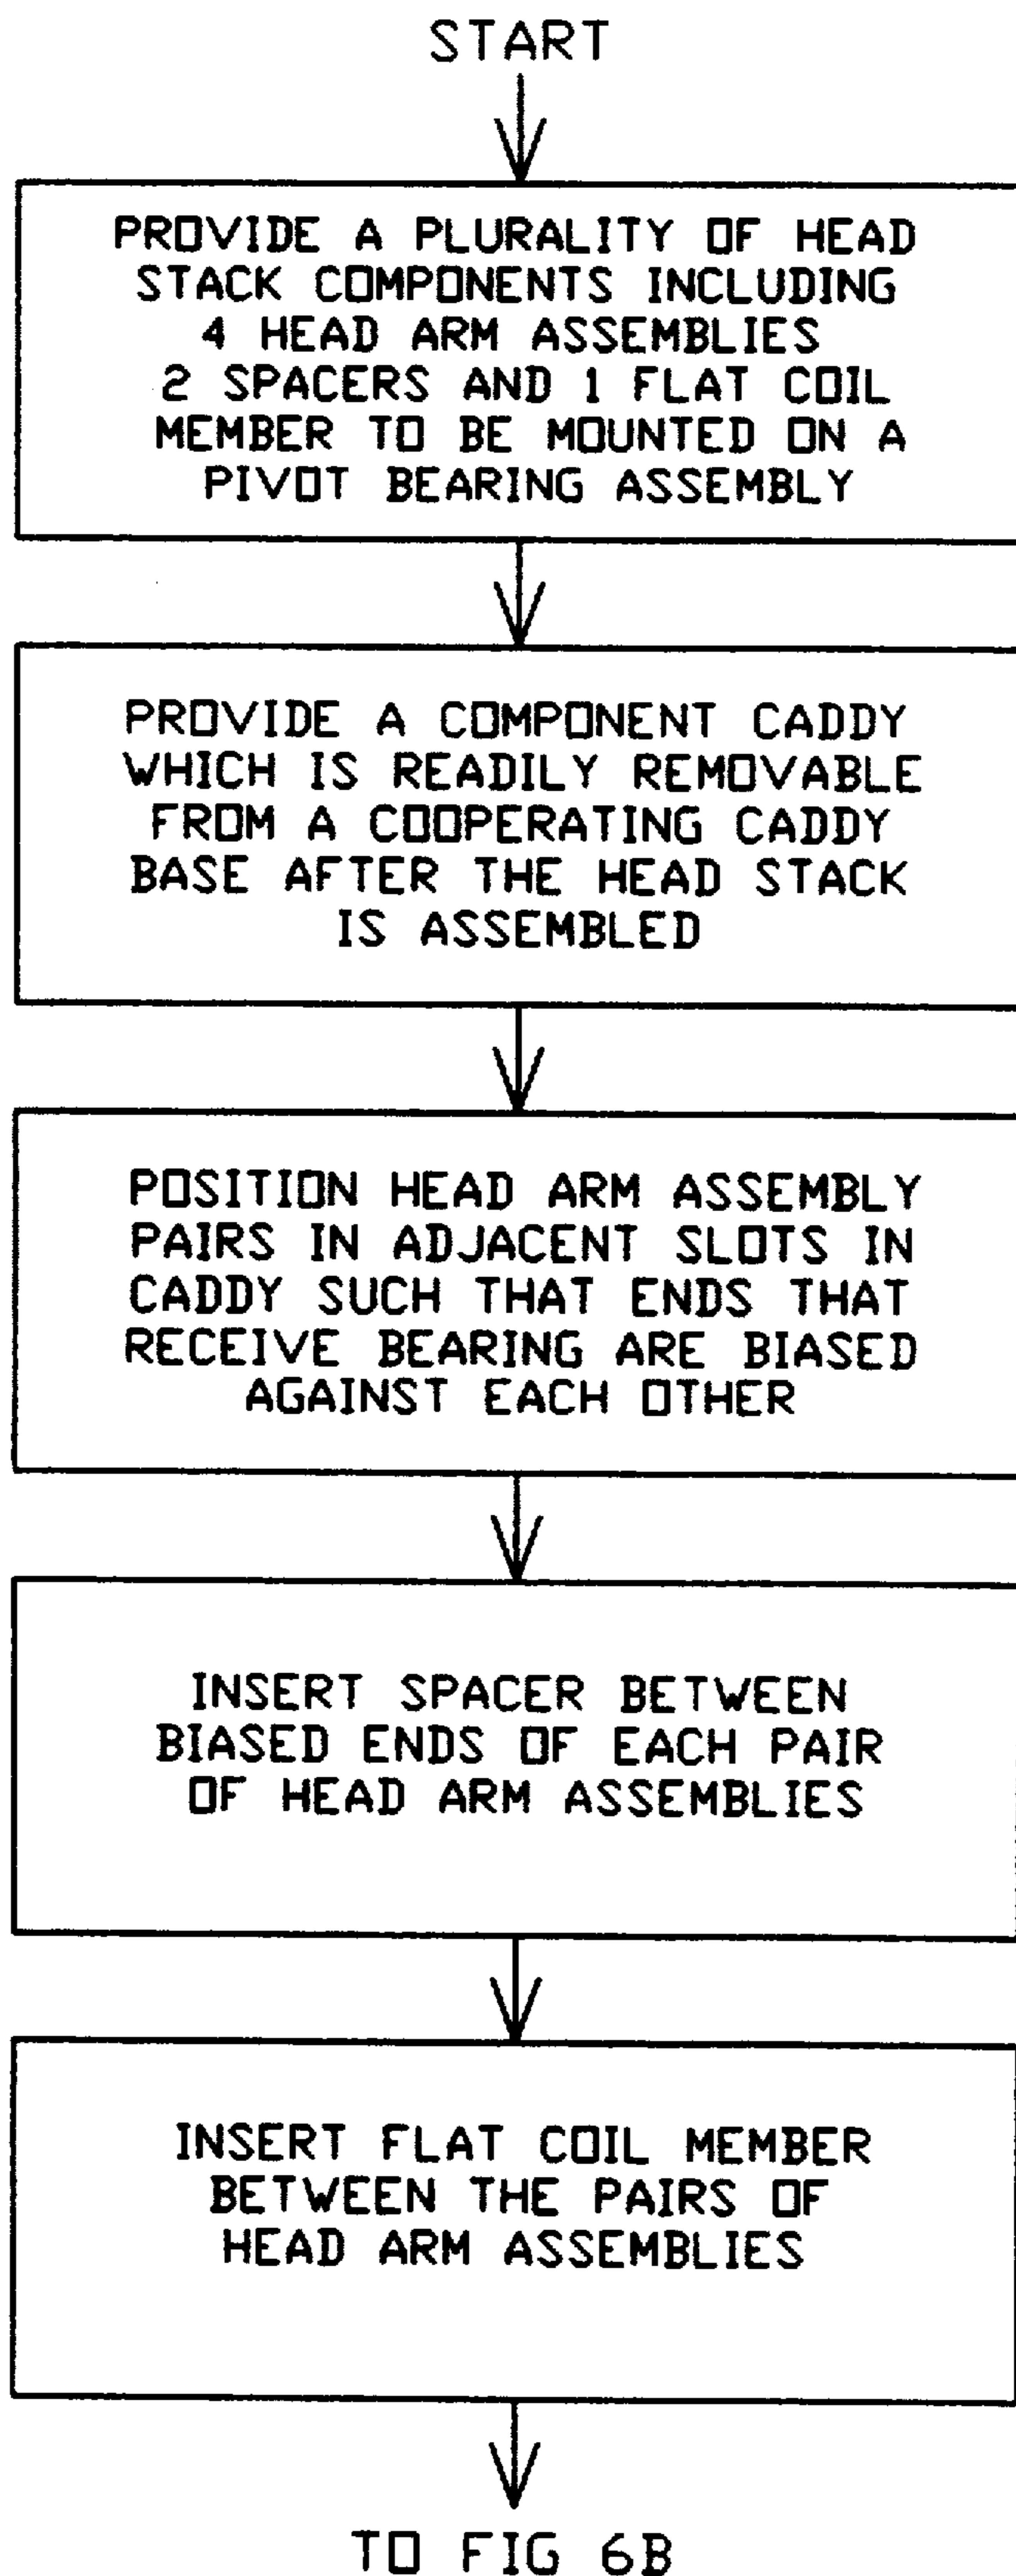 START
PROVIDE A PLURALITY OF HEAD
STACK COMPONENTS INCLUDING
4 HEAD ARM ASSEMBLIES
2 SPACERS AND 1 FLAT COIL
MEMBER TO BE MOUNTED ON A
PIVOT BEARING ASSEMBLY
PROVIDE A COMPONENT CADDY
WHICH IS READILY REMOVABLE
FROM A COOPERATING CADDY
BASE AFTER THE HEAD STACK
IS ASSEMBLED
POSITION HEAD ARM ASSEMBLY
PAIRS IN ADJACENT SLOTS IN
CADDY SUCH THAT ENDS THAT
RECEIVE BEARING ARE BIASED
AGAINST EACH OTHER
INSERT SPACER BETWEEN
BIASED ENDS OF EACH PAIR
OF HEAD ARM ASSEMBLIES
INSERT FLAT COIL MEMBER
BETWEEN THE PAIRS OF
HEAD ARM ASSEMBLIES
TO FIG 6B